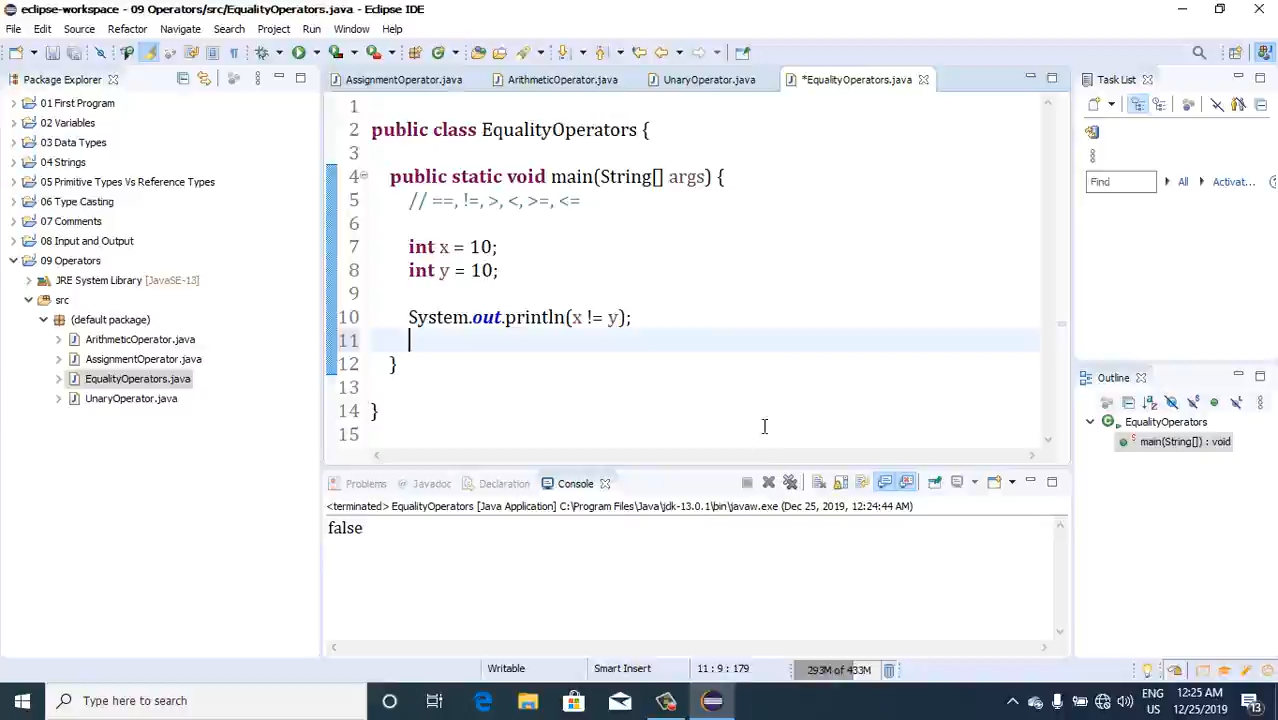 eclipse-workspace - 09 Operators/src/EqualityOperators.java - Eclipse IDE
File Edit Source Refactor Navigate Search Project Run Window Help
Package Explorer
AssignmentOperator.java
ArithmeticOperator.java
UnaryOperator.java
*EqualityOperators.java
Task List
01 First Program
02 Variables
03 Data Types
04 Strings
05 Primitive Types Vs Reference Types
06 Type Casting
07 Comments
08 Input and Output
09 Operators
JRE System Library [JavaSE-13]
src
(default package)
ArithmeticOperator.java
AssignmentOperator.java
EqualityOperators.java
UnaryOperator.java
1
2 public class EqualityOperators {
3
4 public static void main(String[] args) {
5 // ==, !=, >, <, >=, <=
6
7 int x = 10;
8 int y = 10;
9
10 System.out.println(x != y);
11
12 }
13
14 }
15
Find
All
Activat...
Outline
EqualityOperators
main(String[]) : void
Problems
Javadoc
Declaration
Console
<terminated> EqualityOperators [Java Application] C:\Program Files\Java\jdk-13.0.1\bin\javaw.exe (Dec 25, 2019, 12:24:44 AM)
false
Writable
Smart Insert
11 : 9 : 179
293M of 433M
Type here to search
ENG
US
12:25 AM
12/25/2019
13